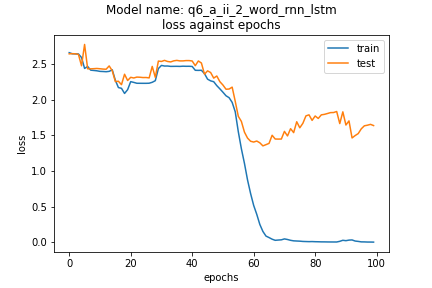 Model name: q6_a_ii_2_word_rnn_lstm
loss against epochs
train
test
loss
2.5
2.0
1.5
1.0
0.5
0.0
0 20 40 60 80 100
epochs